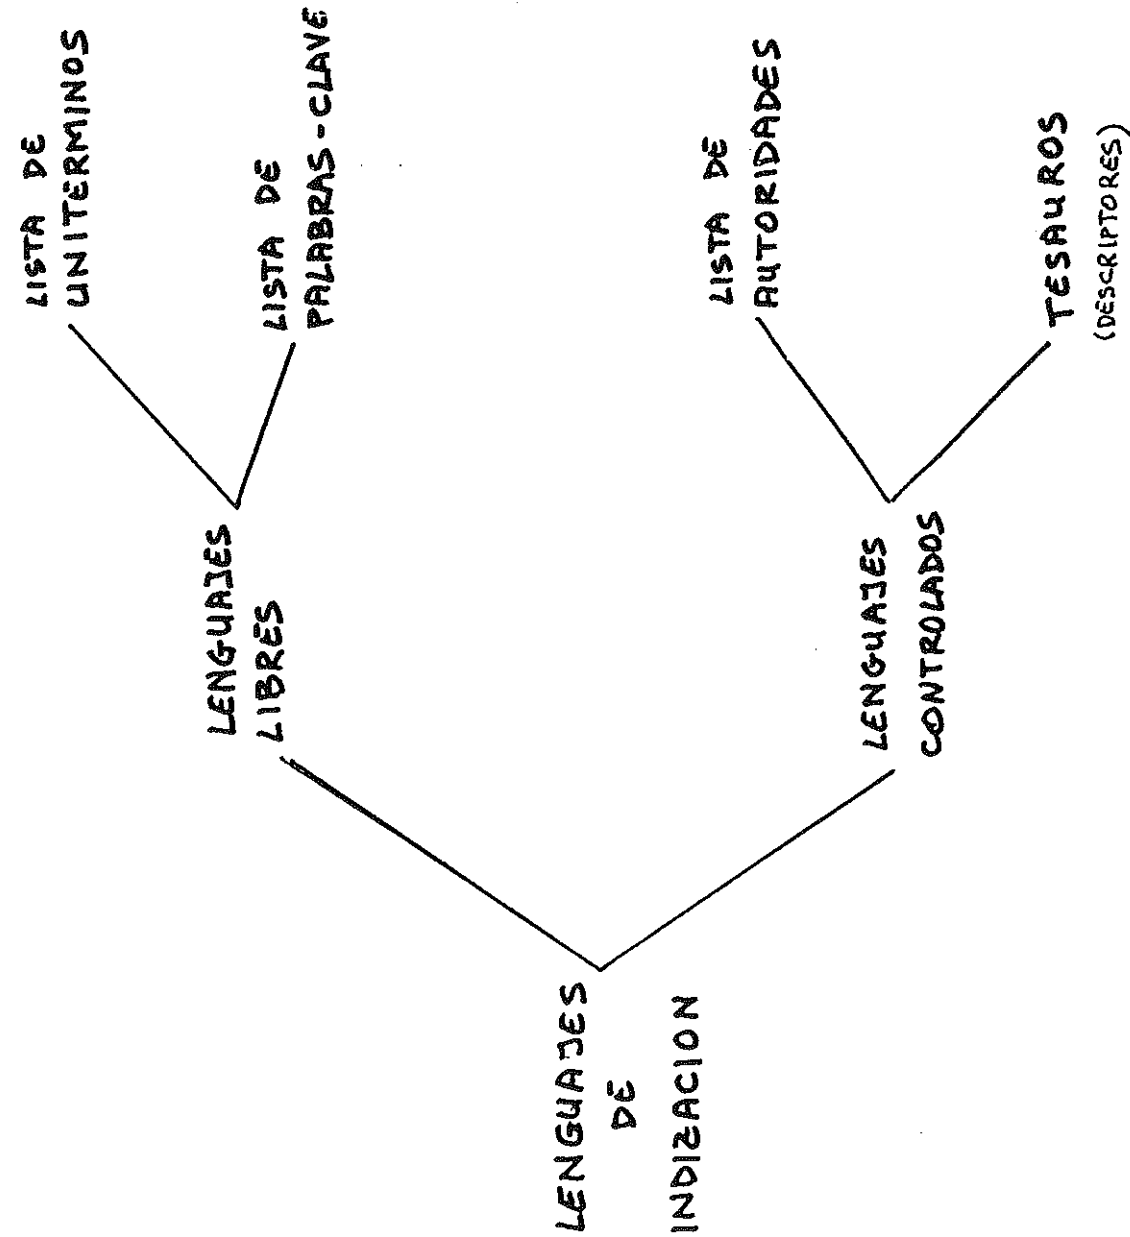 LENGUAJES
DE
INDIZACION
LENGUAJES
LIBRES
LISTA DE
UNITERMINOS
LISTA DE
PALABRAS-CLAVE
LENGUAJES
CONTROLADOS
LISTA DE
AUTORIDADES
TESAUROS
(DESCRIPTORES)